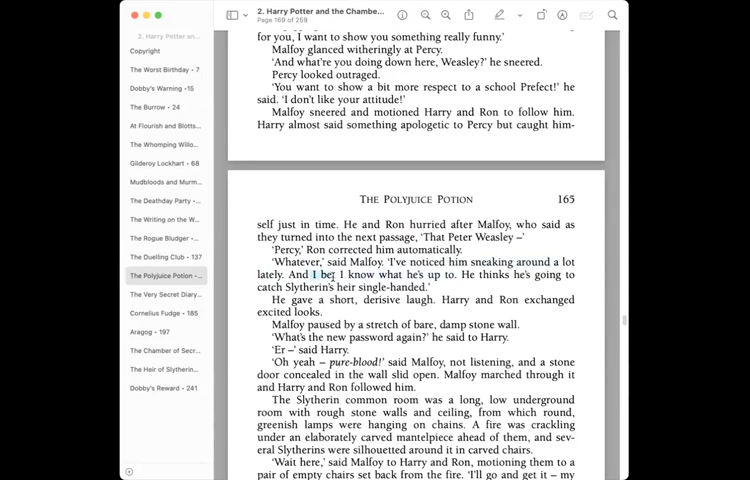 2. Harry Potter and the Chambe...
Page 169 of 259
2. Harry Potter an...
Copyright
The Worst Birthday • 7
Dobby's Warning •15
The Burrow • 24
At Flourish and Blotts...
The Whomping Willo...
Gilderoy Lockhart • 68
Mudbloods and Murm...
The Deathday Party •...
The Writing on the W...
The Rogue Bludger •...
The Duelling Club • 137
The Polyjuice Potion •...
The Very Secret Diary...
Cornelius Fudge • 185
Aragog • 197
The Chamber of Secr...
The Heir of Slytherin...
Dobby's Reward • 241
for you, I want to show you something really funny.'
Malfoy glanced witheringly at Percy.
'And what're you doing down here, Weasley?' he sneered.
Percy looked outraged.
'You want to show a bit more respect to a school Prefect!' he
said. 'I don't like your attitude!'
Malfoy sneered and motioned Harry and Ron to follow him.
Harry almost said something apologetic to Percy but caught him-
THE POLYJUICE POTION 165
self just in time. He and Ron hurried after Malfoy, who said as
they turned into the next passage, 'That Peter Weasley –'
'Percy,' Ron corrected him automatically.
'Whatever,' said Malfoy. 'I've noticed him sneaking around a lot
lately. And I bet I know what he's up to. He thinks he's going to
catch Slytherin's heir single-handed.'
He gave a short, derisive laugh. Harry and Ron exchanged
excited looks.
Malfoy paused by a stretch of bare, damp stone wall.
'What's the new password again?' he said to Harry.
'Er –' said Harry.
'Oh yeah – pure-blood!' said Malfoy, not listening, and a stone
door concealed in the wall slid open. Malfoy marched through it
and Harry and Ron followed him.
The Slytherin common room was a long, low underground
room with rough stone walls and ceiling, from which round,
greenish lamps were hanging on chains. A fire was crackling
under an elaborately carved mantelpiece ahead of them, and sev-
eral Slytherins were silhouetted around it in carved chairs.
'Wait here,' said Malfoy to Harry and Ron, motioning them to a
pair of empty chairs set back from the fire. 'I'll go and get it – my